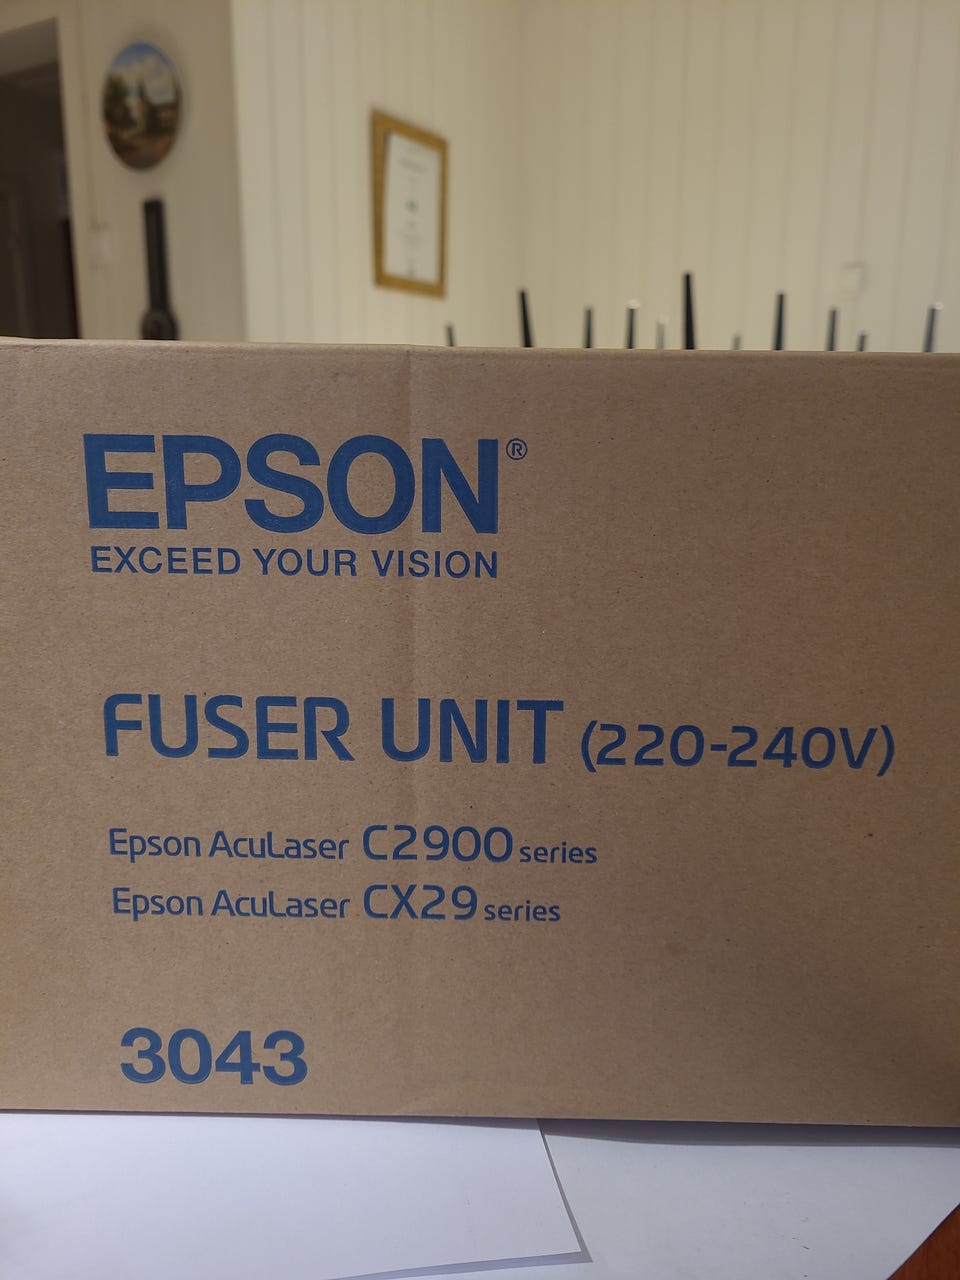 EPSON®
EXCEED YOUR VISION
FUSER UNIT (220-240V)
Epson AcuLaser C2900 series
Epson AcuLaser CX29 series
3043